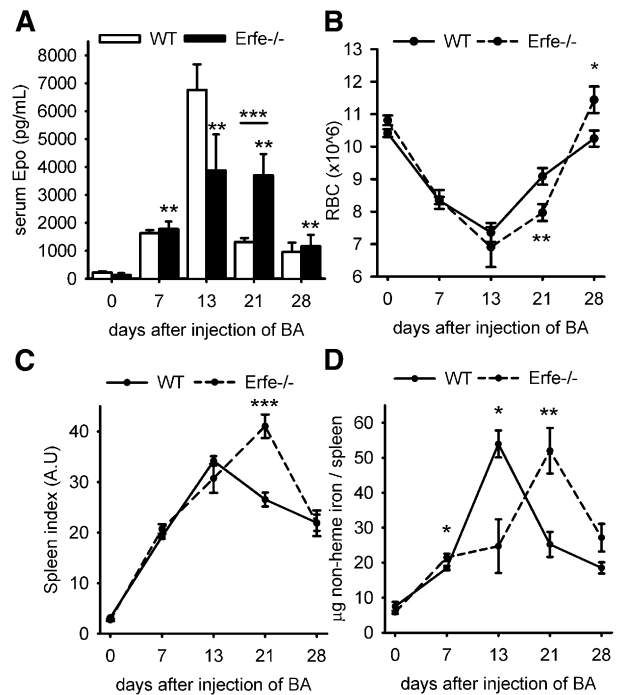 A
WT Erfe-/-
serum Epo (pg/mL)
8000
7000
6000
5000
4000
3000
2000
1000
0
**
**
***
**
**
0 7 13 21 28
days after injection of BA
B
WT Erfe-/-
RBC (x10^6)
13
12
11
10
9
8
7
6
*
**
0 7 13 21 28
days after injection of BA
C
WT Erfe-/-
Spleen index (A.U)
40
30
20
10
0
***
0 7 13 21 28
days after injection of BA
D
WT Erfe-/-
µg non-heme iron / spleen
60
50
40
30
20
10
0
*
*
**
0 7 13 21 28
days after injection of BA